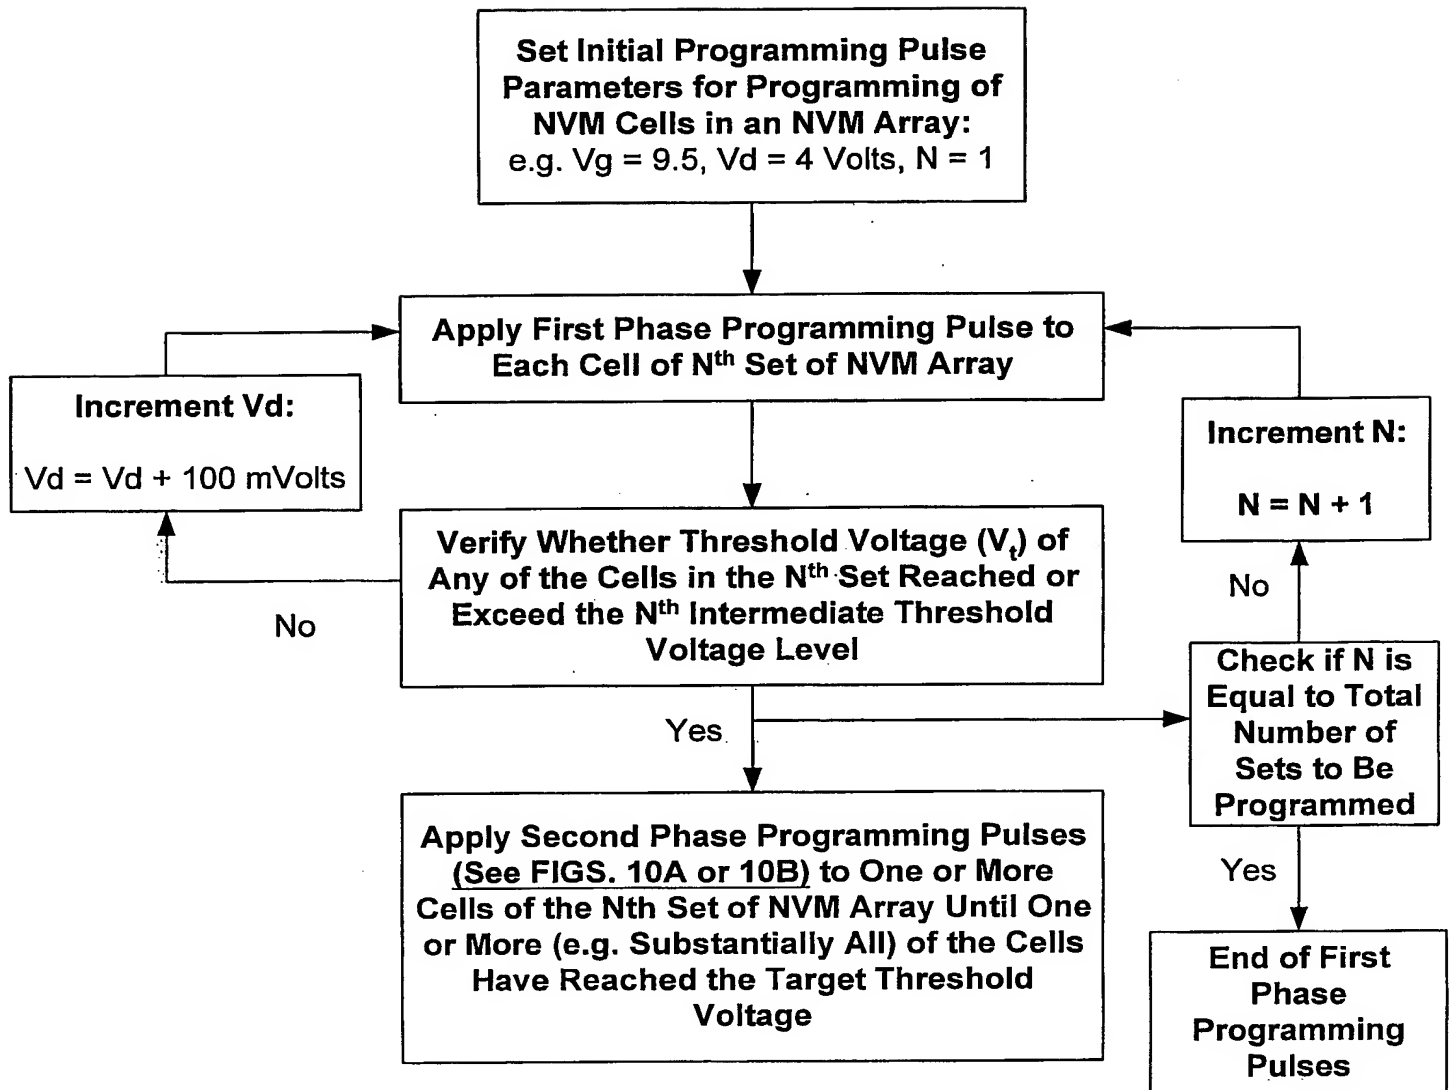 Set Initial Programming Pulse
Parameters for Programming of
NVM Cells in an NVM Array:
e.g. Vg = 9.5, Vd = 4 Volts, N = 1
Apply First Phase Programming Pulse to
Each Cell of Nth Set of NVM Array
Increment Vd:
Vd = Vd + 100 mVolts
Increment N:
N = N + 1
Verify Whether Threshold Voltage (Vt) of
Any of the Cells in the Nth Set Reached or
Exceed the Nth Intermediate Threshold
Voltage Level
No
No
Check if N is
Equal to Total
Number of
Sets to Be
Programmed
Yes
Yes
Apply Second Phase Programming Pulses
(See FIGS. 10A or 10B) to One or More
Cells of the Nth Set of NVM Array Until One
or More (e.g. Substantially All) of the Cells
Have Reached the Target Threshold
Voltage
End of First
Phase
Programming
Pulses